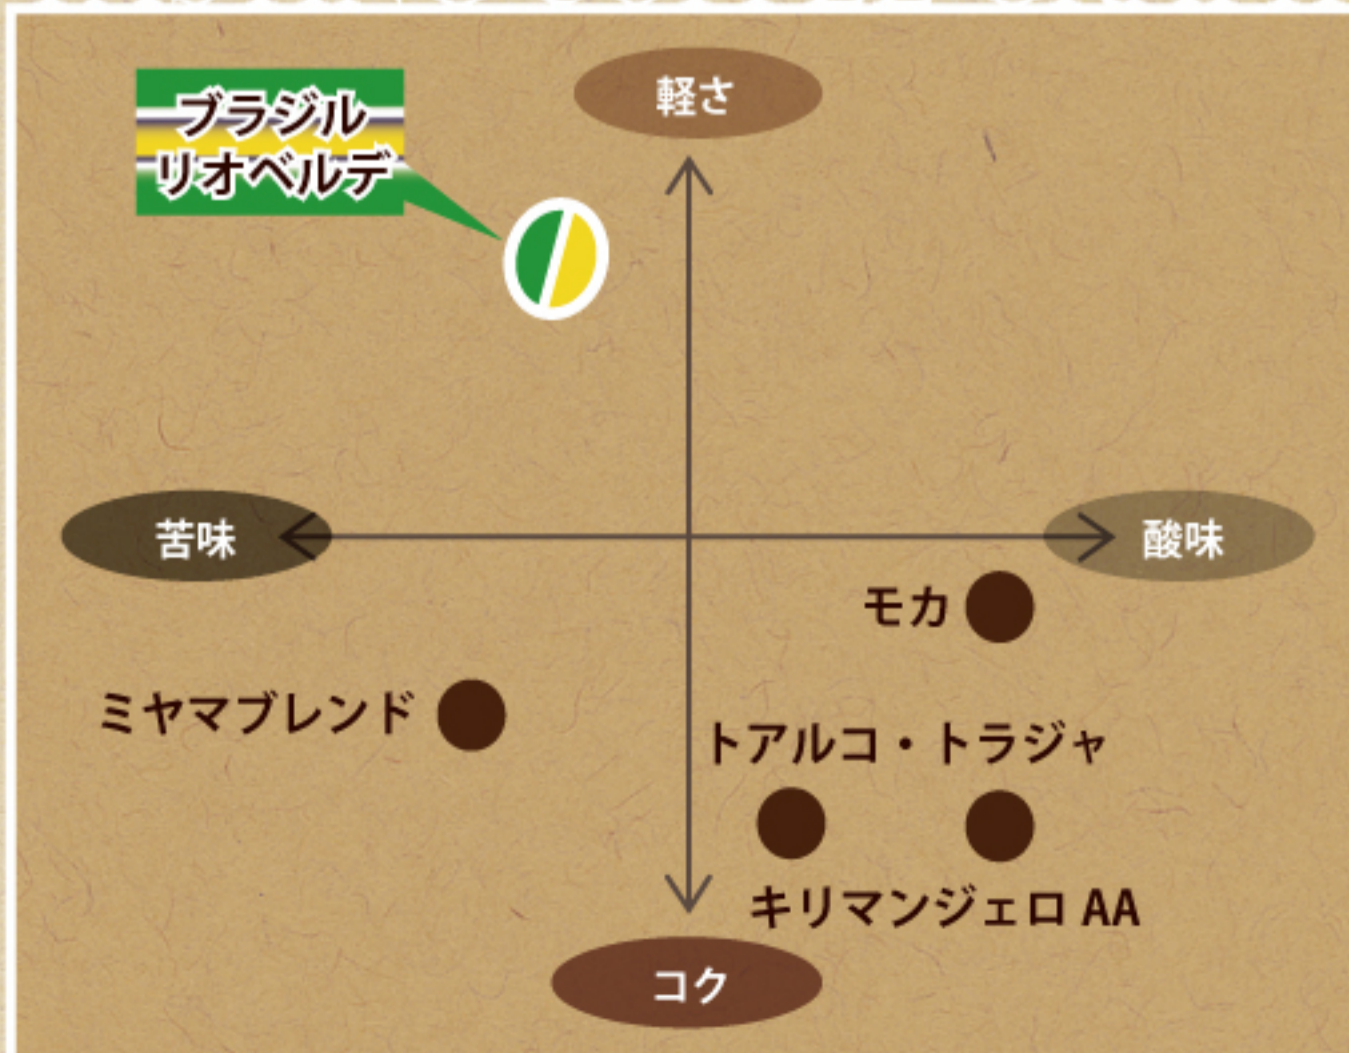 軽さ
ブラジル
リオベルデ
苦味
酸味
モカ
ミヤマブレンド
トアルコ・トラジャ
キリマンジェロ AA
コク